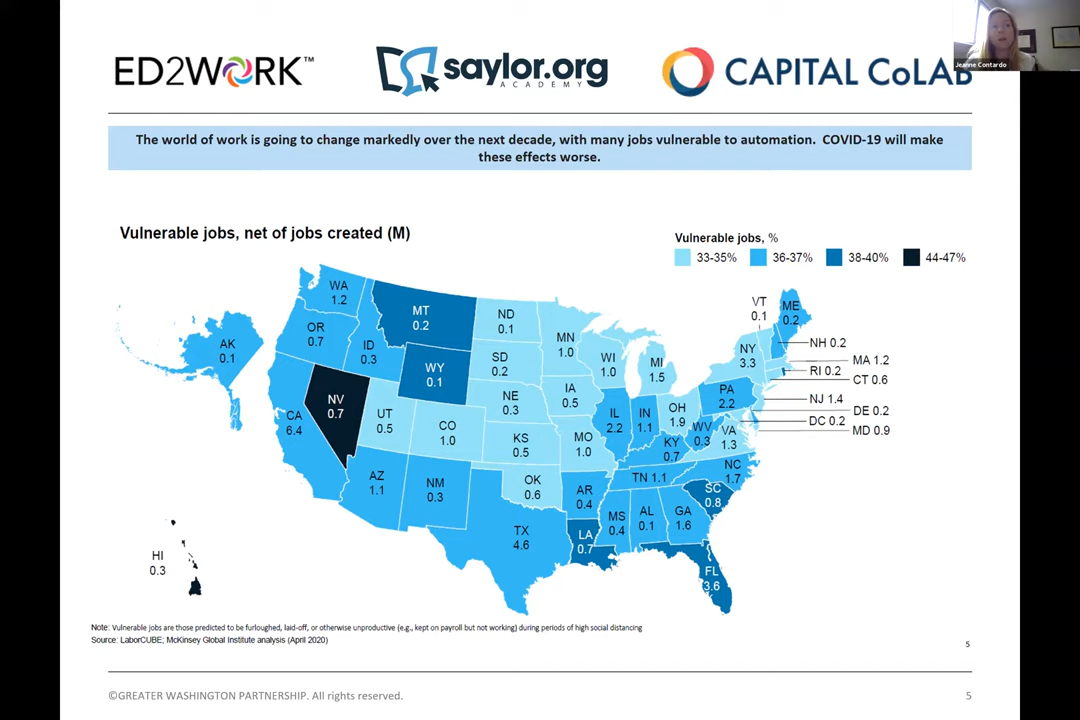 ED2WORK™
saylor.org
ACADEMY
CAPITAL CoLAB
Jeanne Contardo
The world of work is going to change markedly over the next decade, with many jobs vulnerable to automation. COVID-19 will make
these effects worse.
Vulnerable jobs, net of jobs created (M)
Vulnerable jobs, %
33-35%
36-37%
38-40%
44-47%
WA
1.2
OR
0.7
ID
0.3
MT
0.2
WY
0.1
ND
0.1
SD
0.2
NE
0.3
KS
0.5
OK
0.6
MN
1.0
IA
0.5
MO
1.0
WI
1.0
MI
1.5
AK
0.1
CA
6.4
NV
0.7
UT
0.5
CO
1.0
AZ
1.1
NM
0.3
TX
4.6
AR
0.4
LA
0.7
IL
2.2
IN
1.1
OH
1.9
KY
0.7
WV
0.3
VA
1.3
TN 1.1
NC
1.7
SC
0.8
MS
0.4
AL
0.1
GA
1.6
FL
3.6
PA
2.2
NY
3.3
VT
0.1
ME
0.2
NH 0.2
MA 1.2
RI 0.2
CT 0.6
NJ 1.4
DE 0.2
DC 0.2
MD 0.9
HI
0.3
Note: Vulnerable jobs are those predicted to be furloughed, laid-off, or otherwise unproductive (e.g., kept on payroll but not working) during periods of high social distancing
Source: LaborCUBE; McKinsey Global Institute analysis (April 2020)
5
©GREATER WASHINGTON PARTNERSHIP. All rights reserved.
5